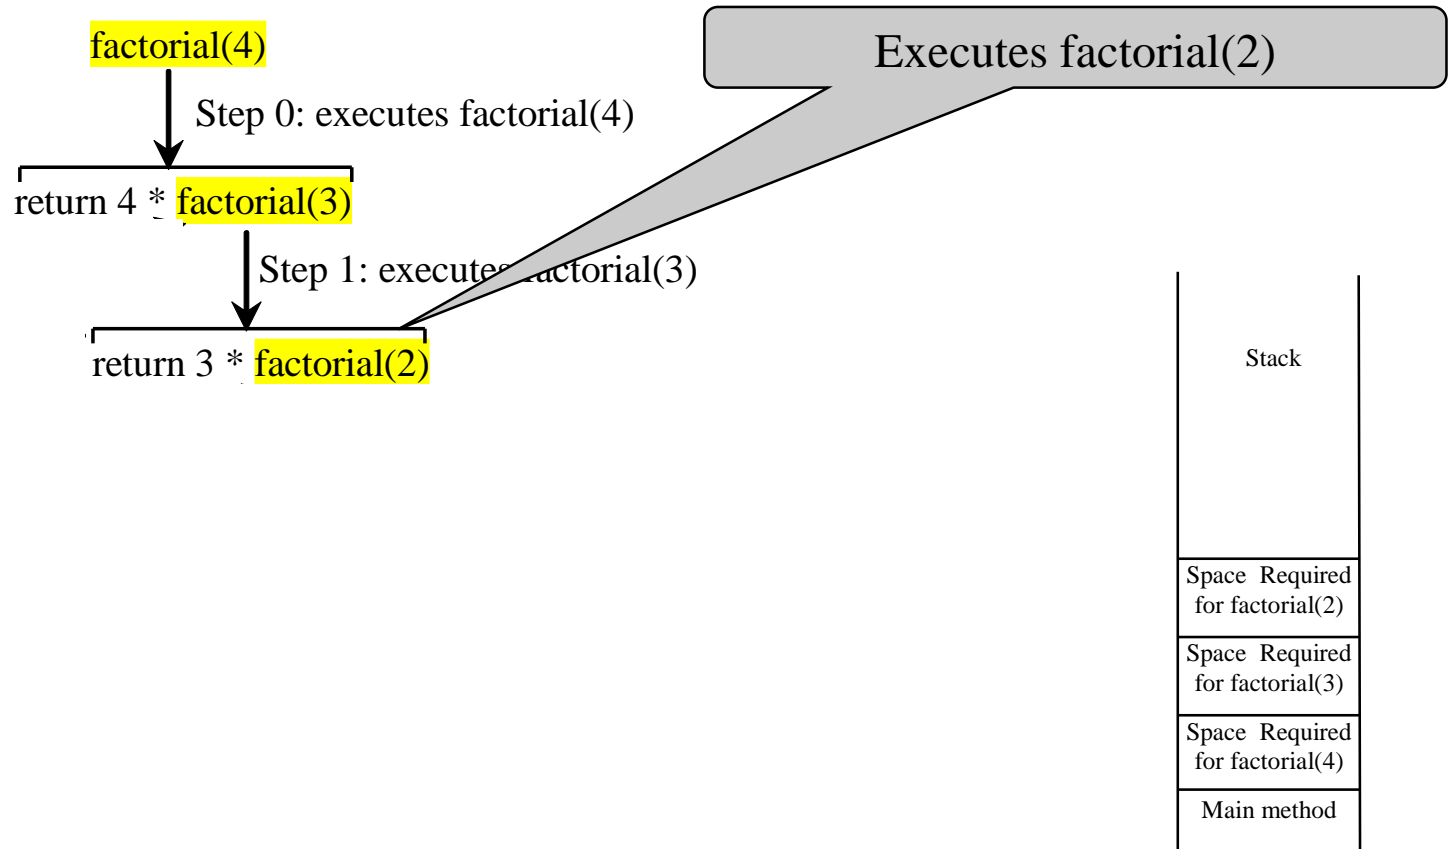 factorial(4)
Executes factorial(2)
Step 0: executes factorial(4)
return 4 * factorial(3)
Step 1: executes factorial(3)
return 3 * factorial(2)
Stack
Space Required
for factorial(2)
Space Required
for factorial(3)
Space Required
for factorial(4)
Main method